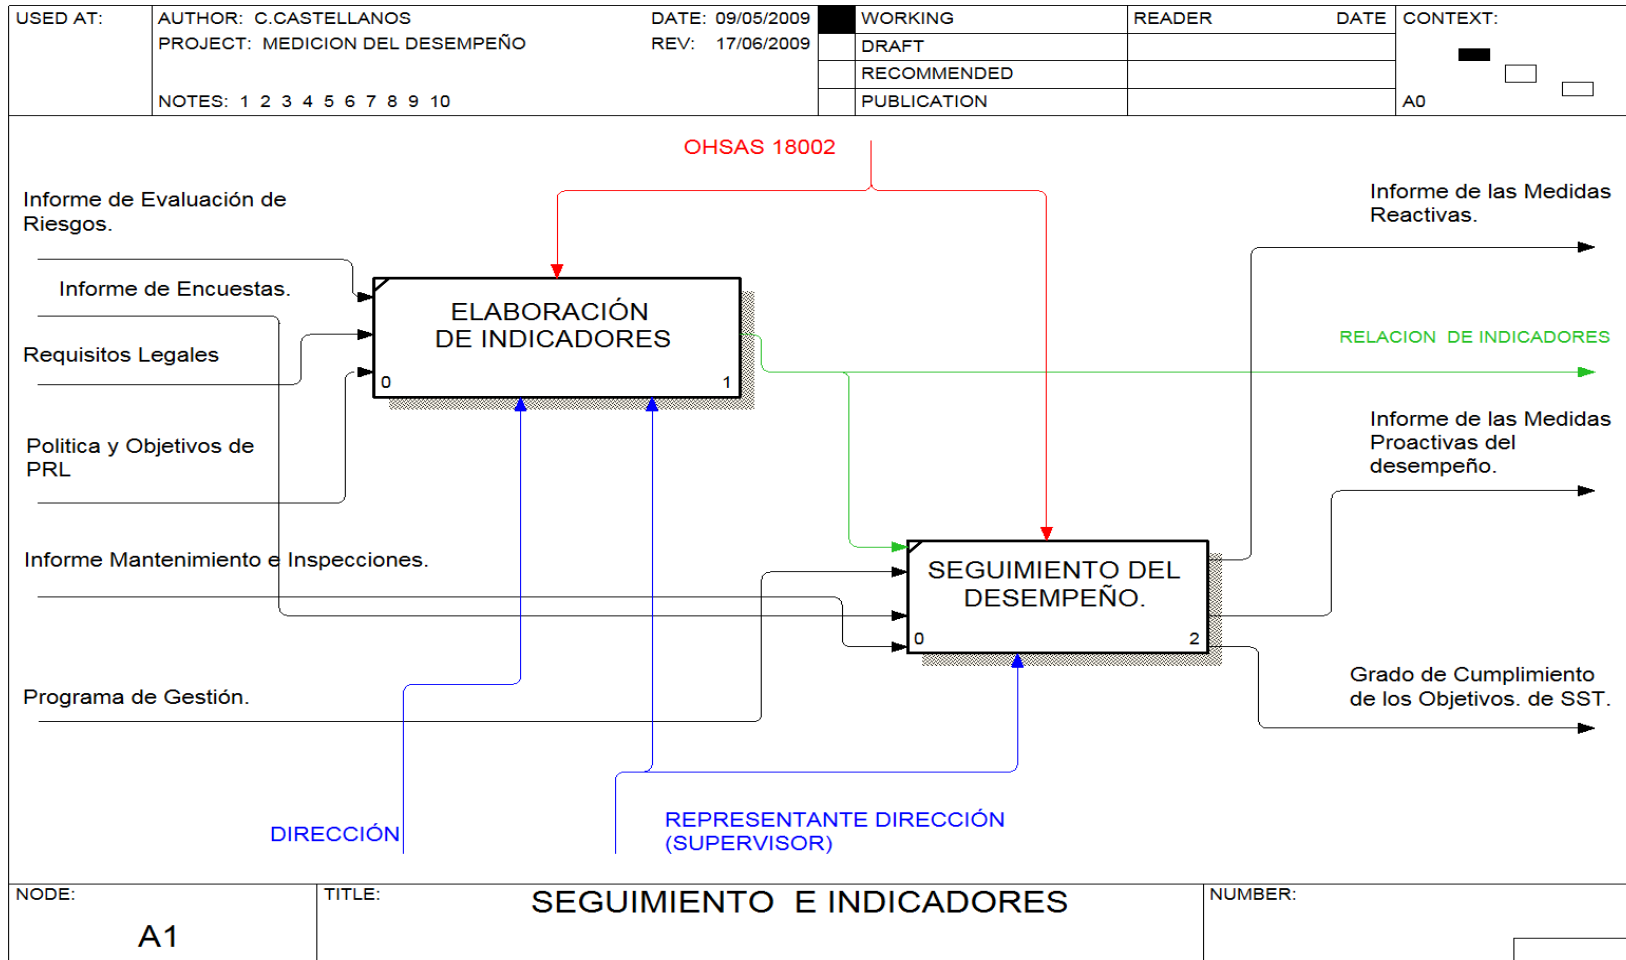 USED AT:
AUTHOR: C.CASTELLANOS
DATE: 09/05/2009
WORKING
READER
DATE
CONTEXT:
PROJECT: MEDICION DEL DESEMPEÑO
REV: 17/06/2009
DRAFT
RECOMMENDED
NOTES: 1 2 3 4 5 6 7 8 9 10
PUBLICATION
A0
OHSAS 18002
Informe de Evaluación de
Riesgos.
Informe de las Medidas
Reactivas.
Informe de Encuestas.
ELABORACIÓN
DE INDICADORES
0
1
RELACION DE INDICADORES
Requisitos Legales
Informe de las Medidas
Proactivas del
desempeño.
Politica y Objetivos de
PRL
Informe Mantenimiento e Inspecciones.
SEGUIMIENTO DEL
DESEMPEÑO.
0
2
Programa de Gestión.
Grado de Cumplimiento
de los Objetivos. de SST.
DIRECCIÓN
REPRESENTANTE DIRECCIÓN
(SUPERVISOR)
NODE:
A1
TITLE:
SEGUIMIENTO E INDICADORES
NUMBER: